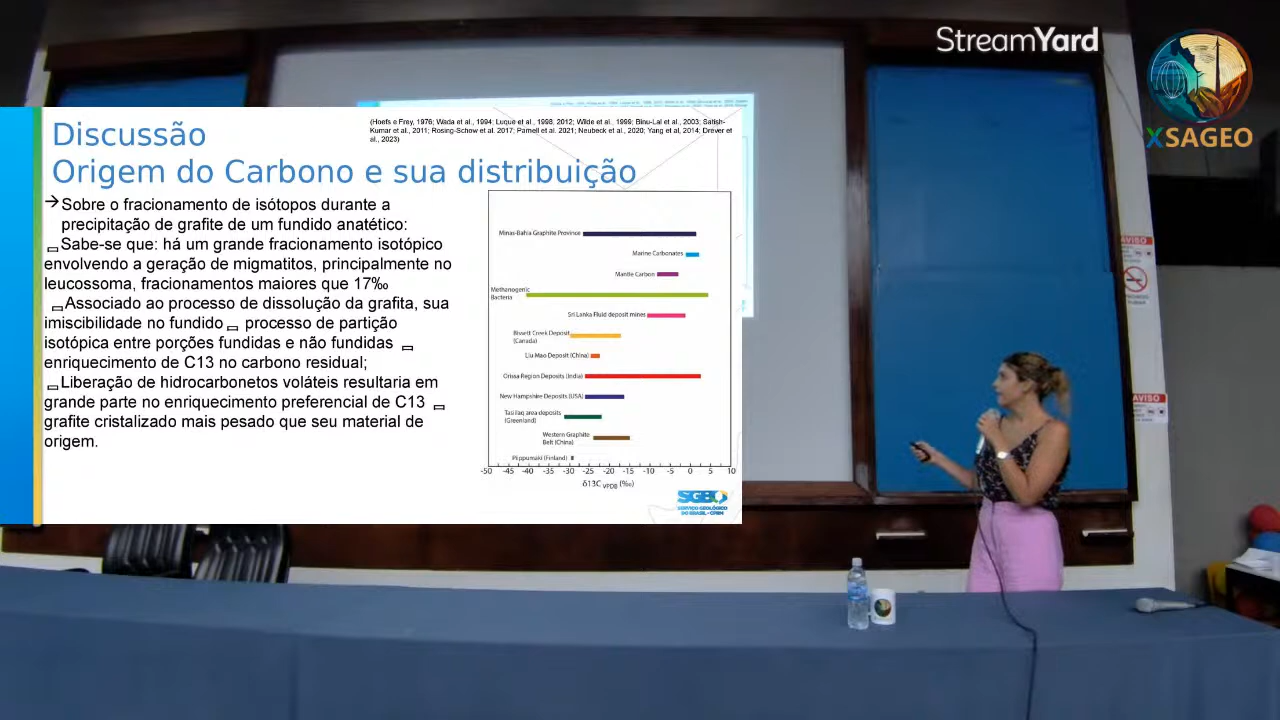 StreamYard
XSAGEO
Discussão
Origem do Carbono e sua distribuição
(Hoefs e Frey, 1976; Wada et al., 1994; Luque et al., 1998, 2012; Wilde et al., 1999; Binu-Lal et al., 2003; Satish-
Kumar et al., 2011; Rosing-Schow et al. 2017; Parnell et al. 2021; Neubeck et al., 2020; Yang et al, 2014; Drever et
al., 2023)
→Sobre o fracionamento de isótopos durante a
precipitação de grafite de um fundido anatético:
Sabe-se que: há um grande fracionamento isotópico
envolvendo a geração de migmatitos, principalmente no
leucossoma, fracionamentos maiores que 17‰
Associado ao processo de dissolução da grafita, sua
imiscibilidade no fundido processo de partição
isotópica entre porções fundidas e não fundidas
enriquecimento de C13 no carbono residual;
Liberação de hidrocarbonetos voláteis resultaria em
grande parte no enriquecimento preferencial de C13
grafite cristalizado mais pesado que seu material de
origem.
Minas-Bahia Graphite Province
Marine Carbonates
Mantle Carbon
Methanogenic
Bacteria
Sri Lanka Fluid deposit mines
Bissett Creek Deposit
(Canada)
Liu Mao Deposit (China)
Orissa Region Deposits (India)
New Hampshire Deposits (USA)
Tasiilaq area deposits
(Greenland)
Western Graphite
Belt (China)
Piippumäki (Finland)
-50 -45 -40 -35 -30 -25 -20 -15 -10 -5 0 5 10
δ13C VPDB (‰)
SGB
SERVIÇO GEOLÓGICO
DO BRASIL - CPRM
AVISO
AVISO